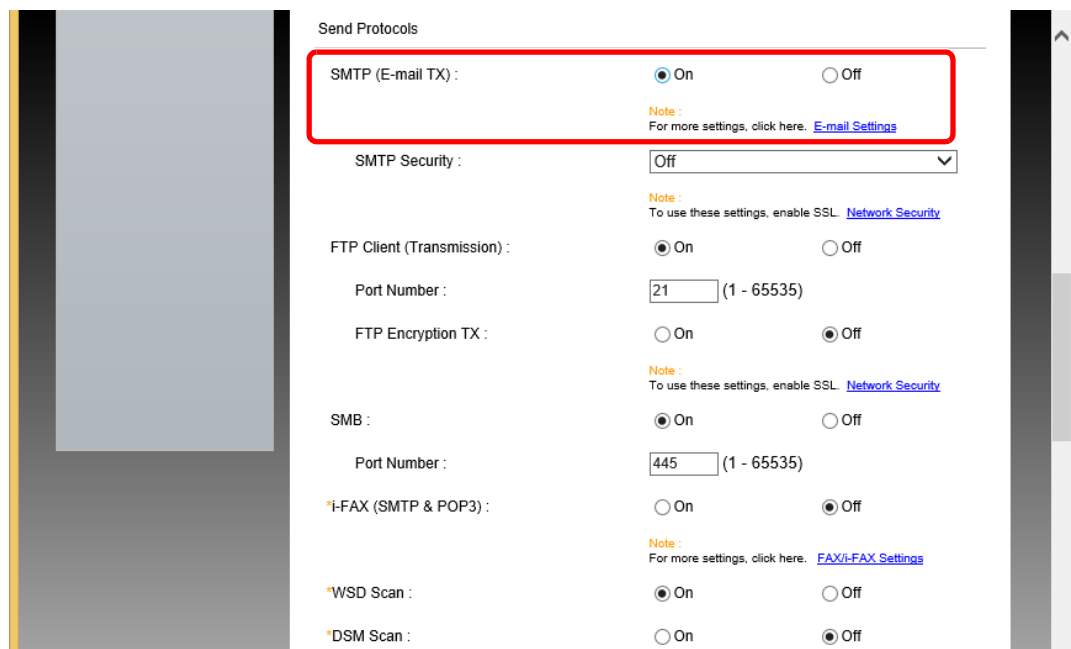 Send Protocols
SMTP (E-mail TX) : On Off
Note :
For more settings, click here. E-mail Settings
SMTP Security : Off
Note :
To use these settings, enable SSL. Network Security
FTP Client (Transmission) : On Off
Port Number : 21 (1 - 65535)
FTP Encryption TX : On Off
Note :
To use these settings, enable SSL. Network Security
SMB : On Off
Port Number : 445 (1 - 65535)
*i-FAX (SMTP & POP3) : On Off
Note :
For more settings, click here. FAX/i-FAX Settings
*WSD Scan : On Off
*DSM Scan : On Off